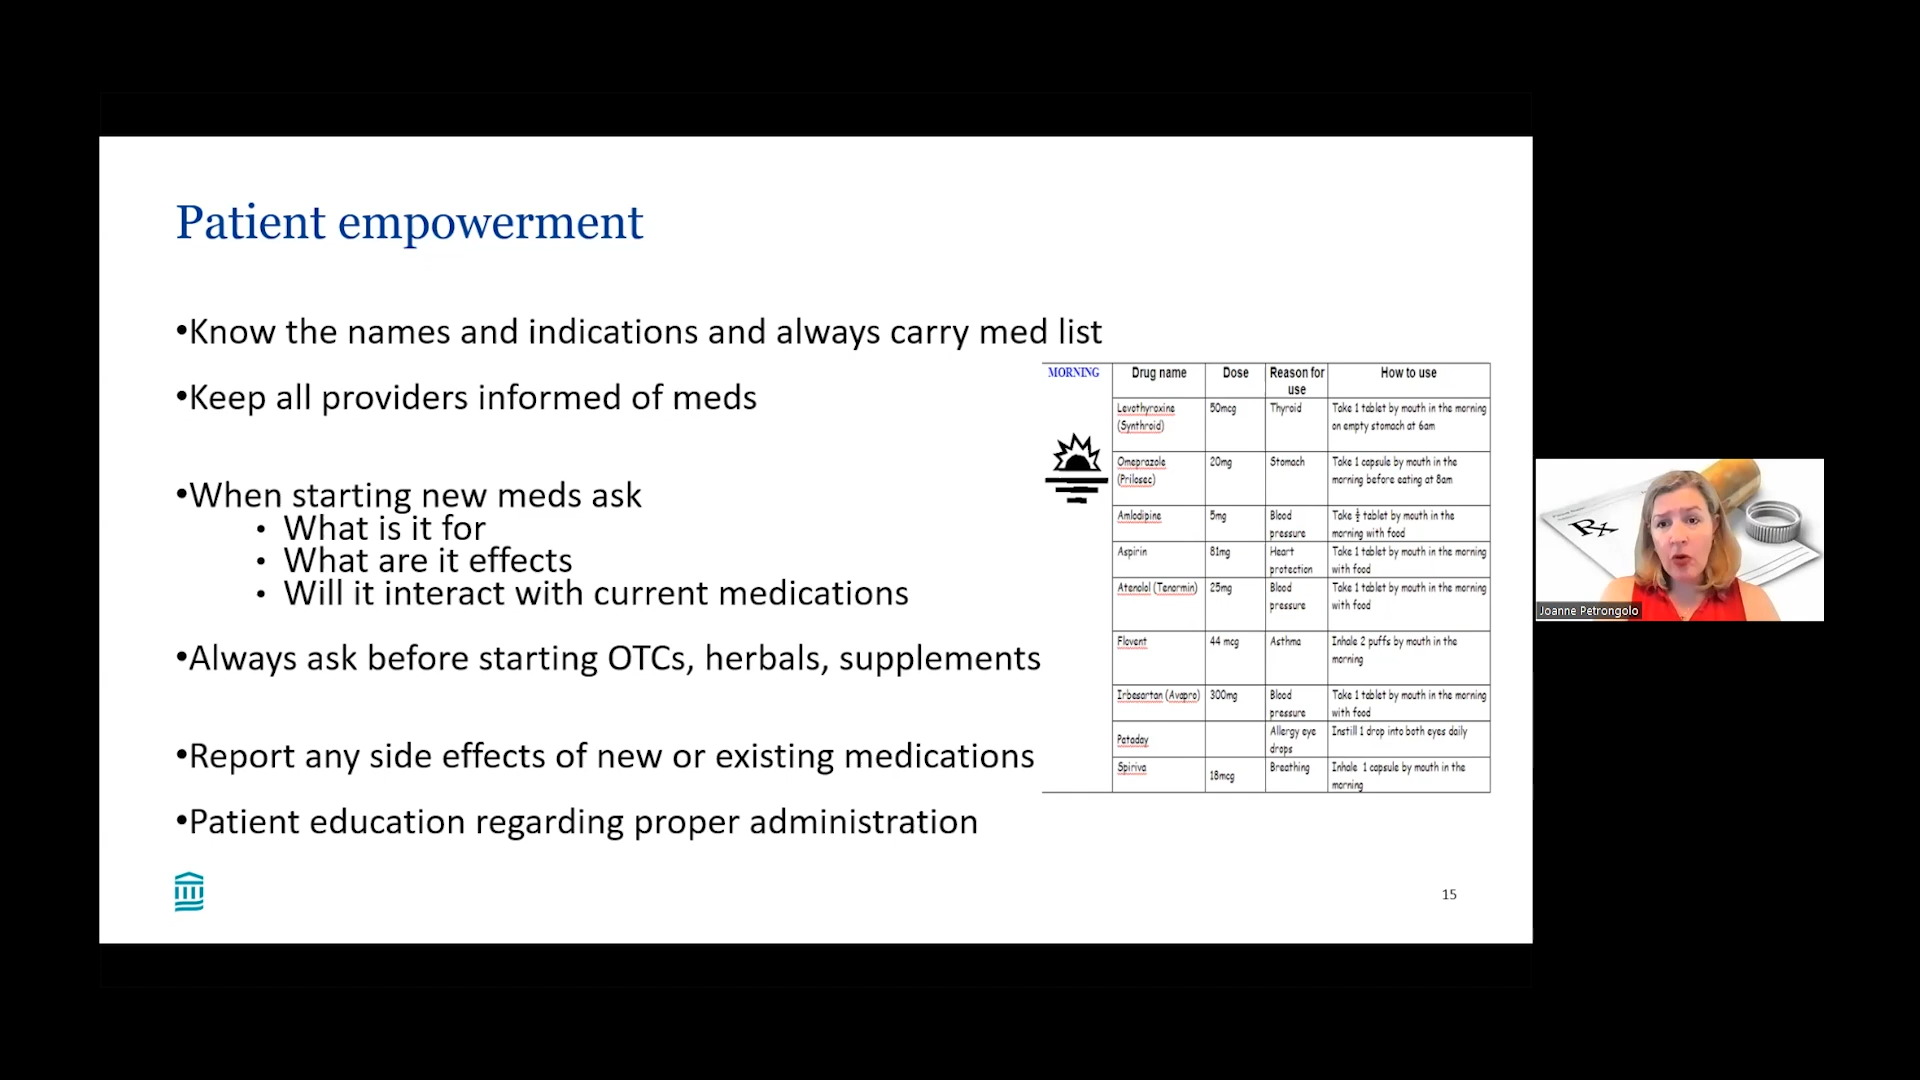 Patient empowerment
•Know the names and indications and always carry med list
•Keep all providers informed of meds
•When starting new meds ask
• What is it for
• What are it effects
• Will it interact with current medications
•Always ask before starting OTCs, herbals, supplements
•Report any side effects of new or existing medications
•Patient education regarding proper administration
MORNING Drug name Dose Reason for use How to use
Levothyroxine (Synthroid) 50mcg Thyroid Take 1 tablet by mouth in the morning on empty stomach at 6am
Omeprazole (Prilosec) 20mg Stomach Take 1 capsule by mouth in the morning before eating at 8am
Amlodipine 5mg Blood pressure Take ½ tablet by mouth in the morning with food
Aspirin 81mg Heart protection Take 1 tablet by mouth in the morning with food
Atenolol (Tenormin) 25mg Blood pressure Take 1 tablet by mouth in the morning with food
Flovent 44 mcg Asthma Inhale 2 puffs by mouth in the morning
Irbesartan (Avapro) 300mg Blood pressure Take 1 tablet by mouth in the morning with food
Pataday Allergy eye drops Instill 1 drop into both eyes daily
Spiriva 18mcg Breathing Inhale 1 capsule by mouth in the morning
15
Rx
Joanne Petrongolo